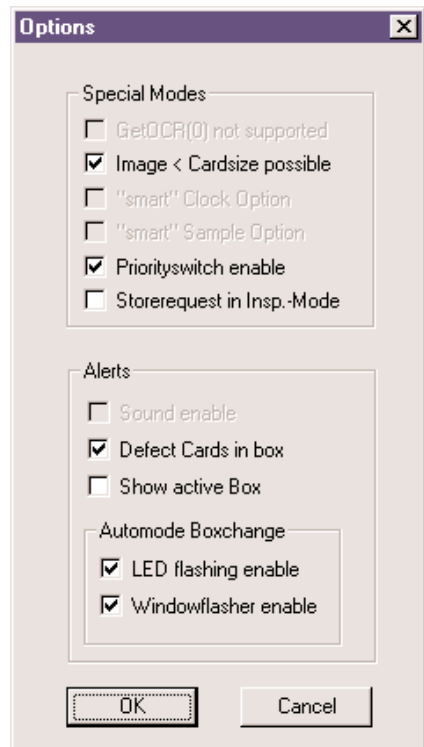 Options
Special Modes
GetOCR(0) not supported
Image < Cardsize possible
"smart" Clock Option
"smart" Sample Option
Priorityswitch enable
Storerequest in Insp.-Mode
Alerts
Sound enable
Defect Cards in box
Show active Box
Automode Boxchange
LED flashing enable
Windowflasher enable
OK Cancel